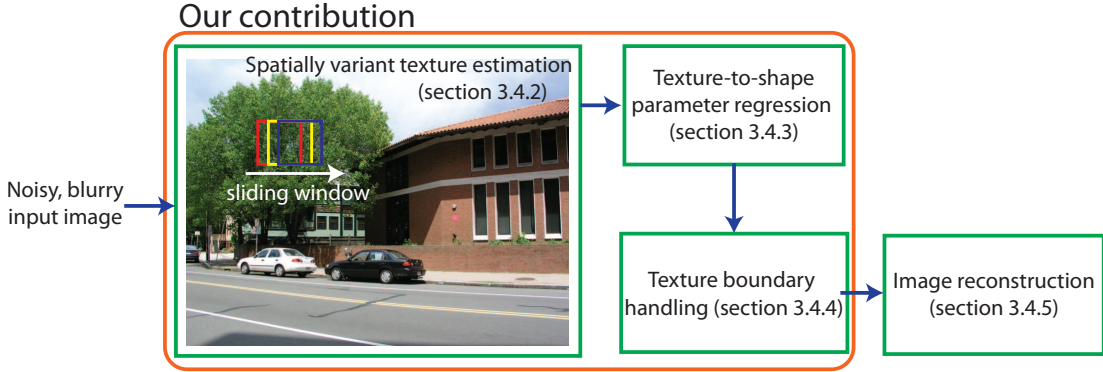 Our contribution
Noisy, blurry
input image
Spatially variant texture estimation
(section 3.4.2)
sliding window
Texture-to-shape
parameter regression
(section 3.4.3)
Texture boundary
handling (section 3.4.4)
Image reconstruction
(section 3.4.5)